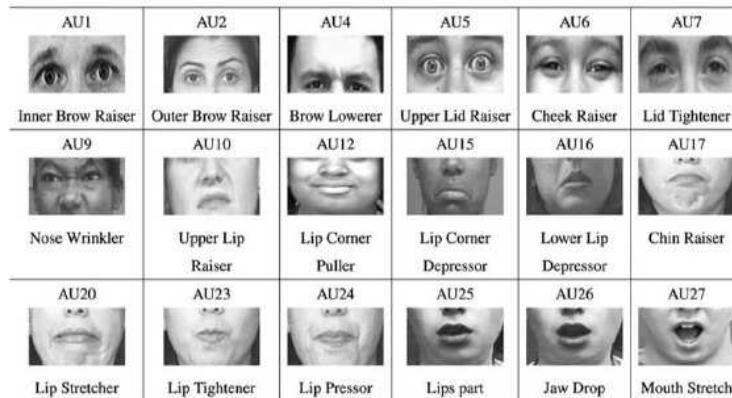 AU1 AU2 AU4 AU5 AU6 AU7
Inner Brow Raiser Outer Brow Raiser Brow Lowerer Upper Lid Raiser Cheek Raiser Lid Tightener
AU9 AU10 AU12 AU15 AU16 AU17
Nose Wrinkler Upper Lip Lip Corner Lip Corner Lower Lip Chin Raiser
Raiser Puller Depressor Depressor
AU20 AU23 AU24 AU25 AU26 AU27
Lip Stretcher Lip Tightener Lip Pressor Lips part Jaw Drop Mouth Stretch